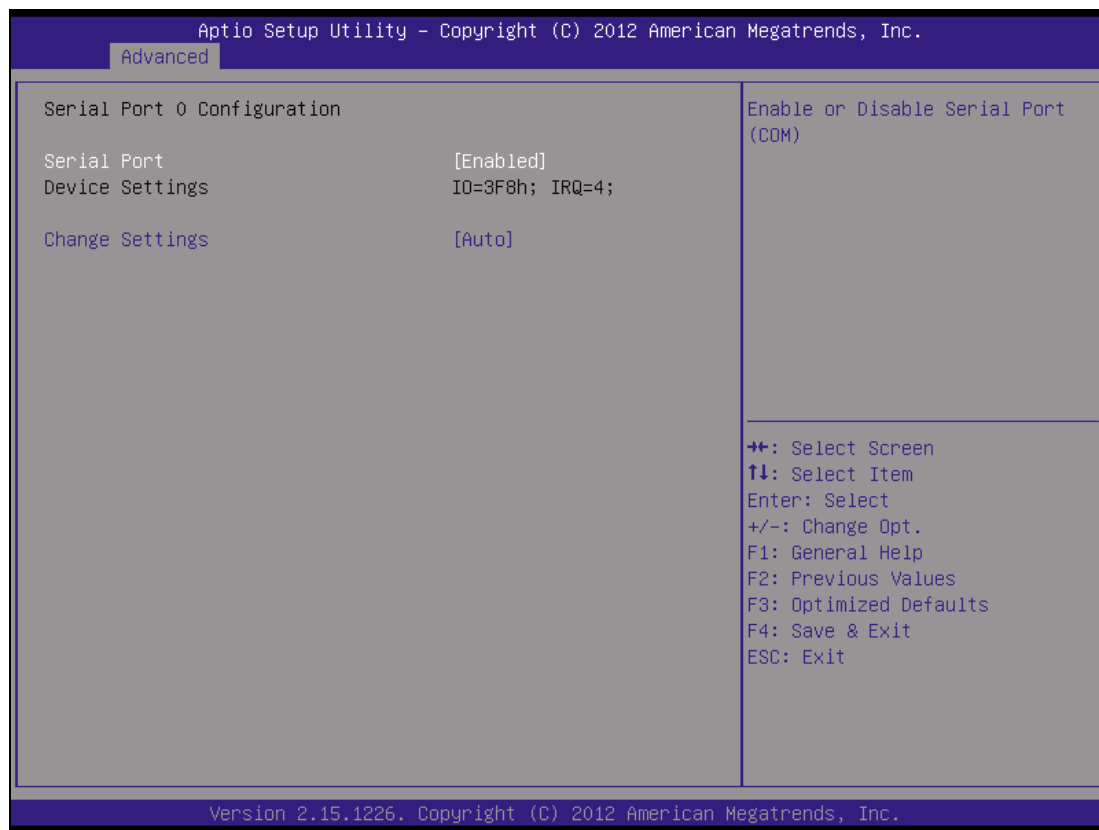 Aptio Setup Utility – Copyright (C) 2012 American Megatrends, Inc.
Advanced
Serial Port 0 Configuration
Serial Port [Enabled]
Device Settings IO=3F8h; IRQ=4;
Change Settings [Auto]
Enable or Disable Serial Port
(COM)
→←: Select Screen
↑↓: Select Item
Enter: Select
+/-: Change Opt.
F1: General Help
F2: Previous Values
F3: Optimized Defaults
F4: Save & Exit
ESC: Exit
Version 2.15.1226. Copyright (C) 2012 American Megatrends, Inc.